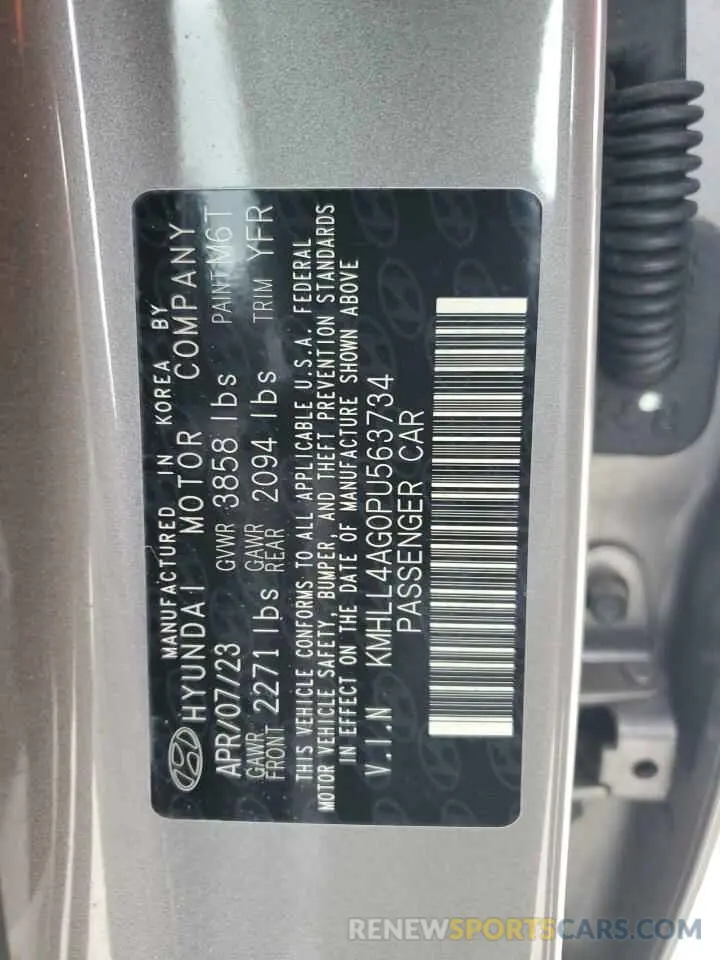 MANUFACTURED IN KOREA BY
HYUNDAI MOTOR COMPANY
APR/07/23 GVWR 3858 lbs PAINT M6T
GAWR FRONT 2271 lbs GAWR REAR 2094 lbs TRIM YFR
THIS VEHICLE CONFORMS TO ALL APPLICABLE U.S.A. FEDERAL
MOTOR VEHICLE SAFETY, BUMPER, AND THEFT PREVENTION STANDARDS
IN EFFECT ON THE DATE OF MANUFACTURE SHOWN ABOVE
V.I.N KMHLL4AG0PU563734
PASSENGER CAR
RENEWSPORTSCARS.COM